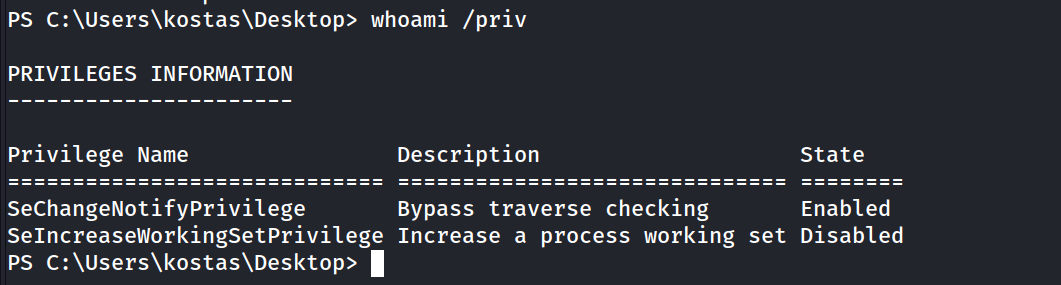 PS C:\Users\kostas\Desktop> whoami /priv
PRIVILEGES INFORMATION
----------------------
Privilege Name                Description                    State
============================= ============================== ========
SeChangeNotifyPrivilege       Bypass traverse checking       Enabled
SeIncreaseWorkingSetPrivilege Increase a process working set Disabled
PS C:\Users\kostas\Desktop>